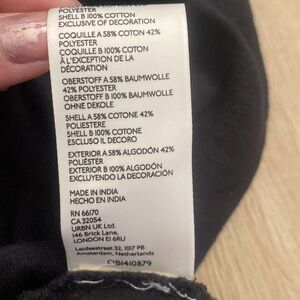 POLYESTER
SHELL B 100% COTTON
EXCLUSIVE OF DECORATION
COQUILLE A 58% COTON 42%
POLYESTER
COQUILLE B 100% COTON
À L'EXCEPTION DE LA
DÉCORATION
OBERSTOFF A 58% BAUMWOLLE
42% POLYESTER
OBERSTOFF B 100% BAUMWOLLE
OHNE DEKOLE
SHELL A 58% COTONE 42%
POLIESTERE
SHELL B 100% COTONE
ESCLUSO IL DECORO
EXTERIOR A 58% ALGODÓN 42%
POLIÉSTER
EXTERIOR B 100% ALGODÓN
EXCLUYENDO LA DECORACIÓN
MADE IN INDIA
HECHO EN INDIA
RN 66170
CA 32054
URBN UK Ltd.
146 Brick Lane,
LONDON E1 6RU
Leidsestraat 32, 1017 PB
Amsterdam, Netherlands
OB1410879